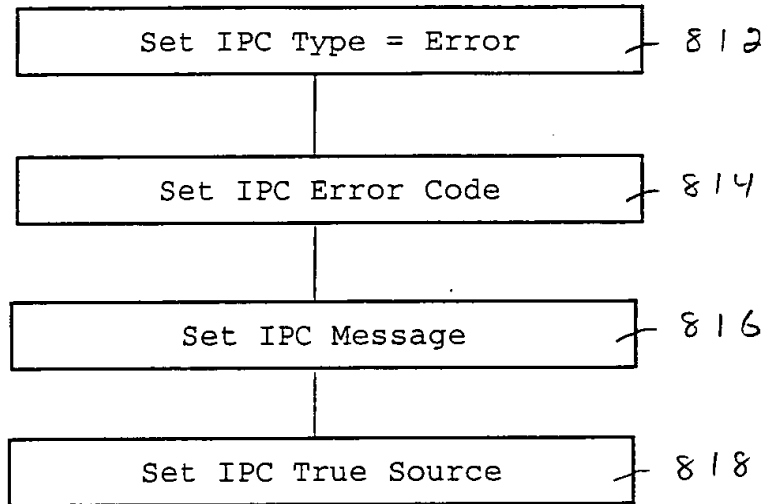 Set IPC Type = Error 812
Set IPC Error Code 814
Set IPC Message 816
Set IPC True Source 818